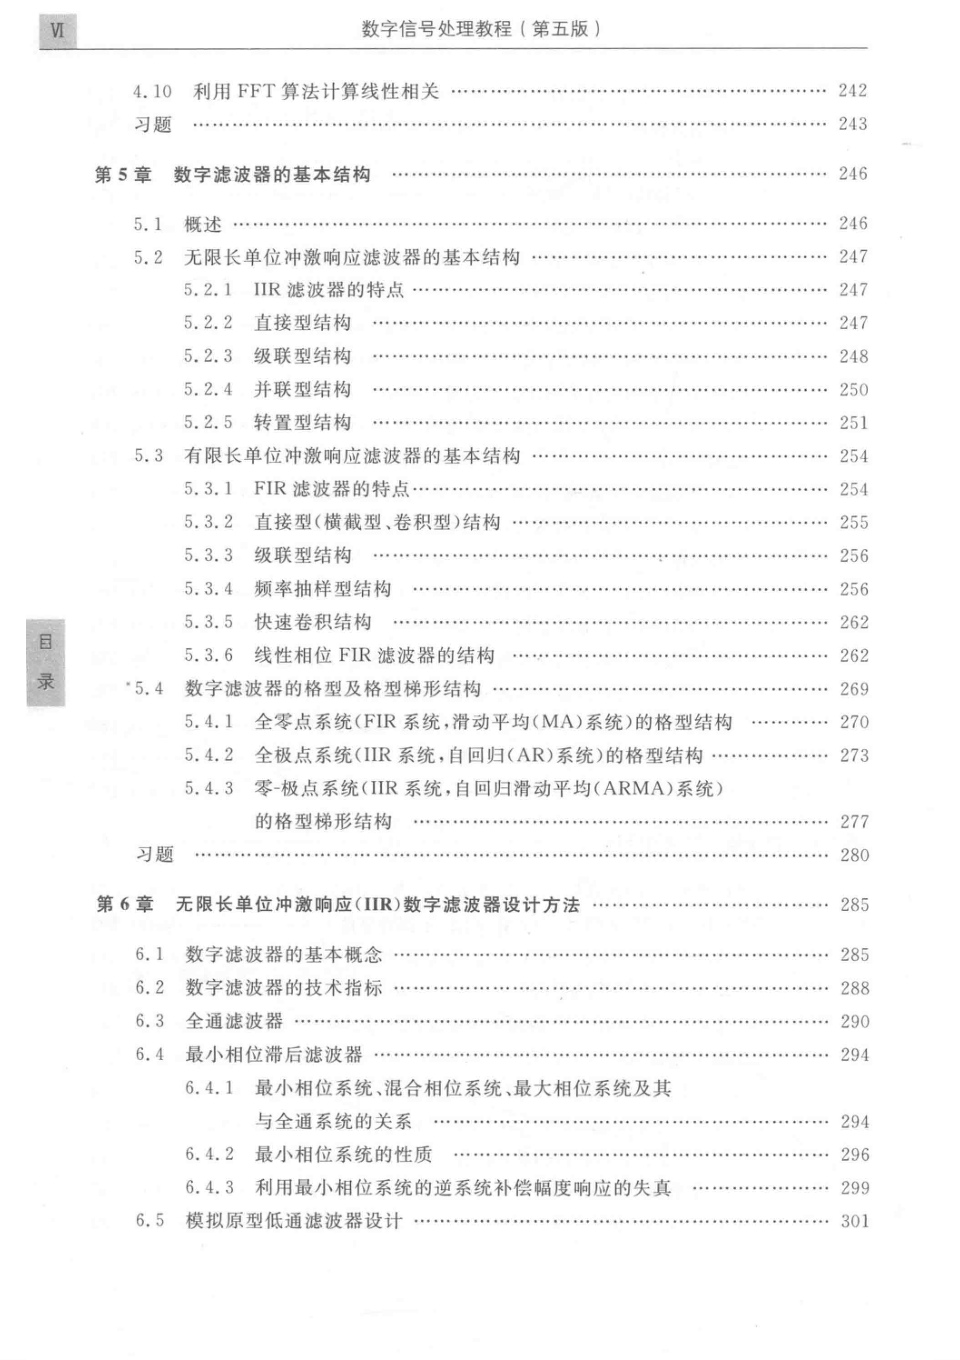 Ⅵ
数字信号处理教程(第五版)
4.10 利用 FFT 算法计算线性相关 …… 242
习题 …… 243
第 5 章 数字滤波器的基本结构 …… 246
5.1 概述 …… 246
5.2 无限长单位冲激响应滤波器的基本结构 …… 247
5.2.1 IIR 滤波器的特点 …… 247
5.2.2 直接型结构 …… 247
5.2.3 级联型结构 …… 248
5.2.4 并联型结构 …… 250
5.2.5 转置型结构 …… 251
5.3 有限长单位冲激响应滤波器的基本结构 …… 254
5.3.1 FIR 滤波器的特点 …… 254
5.3.2 直接型(横截型、卷积型)结构 …… 255
5.3.3 级联型结构 …… 256
5.3.4 频率抽样型结构 …… 256
5.3.5 快速卷积结构 …… 262
5.3.6 线性相位 FIR 滤波器的结构 …… 262
*5.4 数字滤波器的格型及格型梯形结构 …… 269
5.4.1 全零点系统(FIR 系统,滑动平均(MA)系统)的格型结构 …… 270
5.4.2 全极点系统(IIR 系统,自回归(AR)系统)的格型结构 …… 273
5.4.3 零-极点系统(IIR 系统,自回归滑动平均(ARMA)系统)
的格型梯形结构 …… 277
习题 …… 280
第 6 章 无限长单位冲激响应(IIR)数字滤波器设计方法 …… 285
6.1 数字滤波器的基本概念 …… 285
6.2 数字滤波器的技术指标 …… 288
6.3 全通滤波器 …… 290
6.4 最小相位滞后滤波器 …… 294
6.4.1 最小相位系统、混合相位系统、最大相位系统及其
与全通系统的关系 …… 294
6.4.2 最小相位系统的性质 …… 296
6.4.3 利用最小相位系统的逆系统补偿幅度响应的失真 …… 299
6.5 模拟原型低通滤波器设计 …… 301
目
录